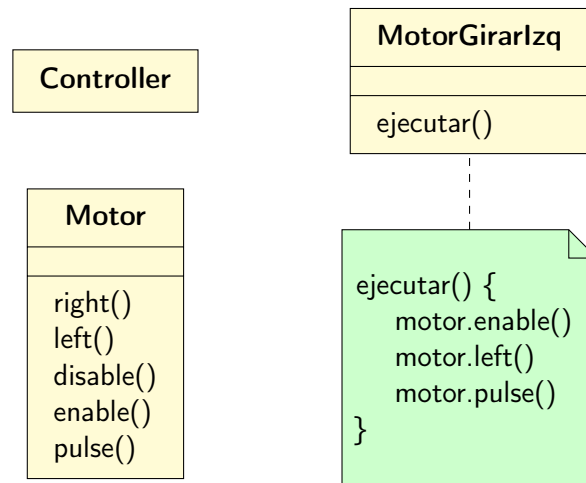 Controller
MotorGirarIzq
ejecutar()
Motor
right()
left()
disable()
enable()
pulse()
ejecutar() {
motor.enable()
motor.left()
motor.pulse()
}